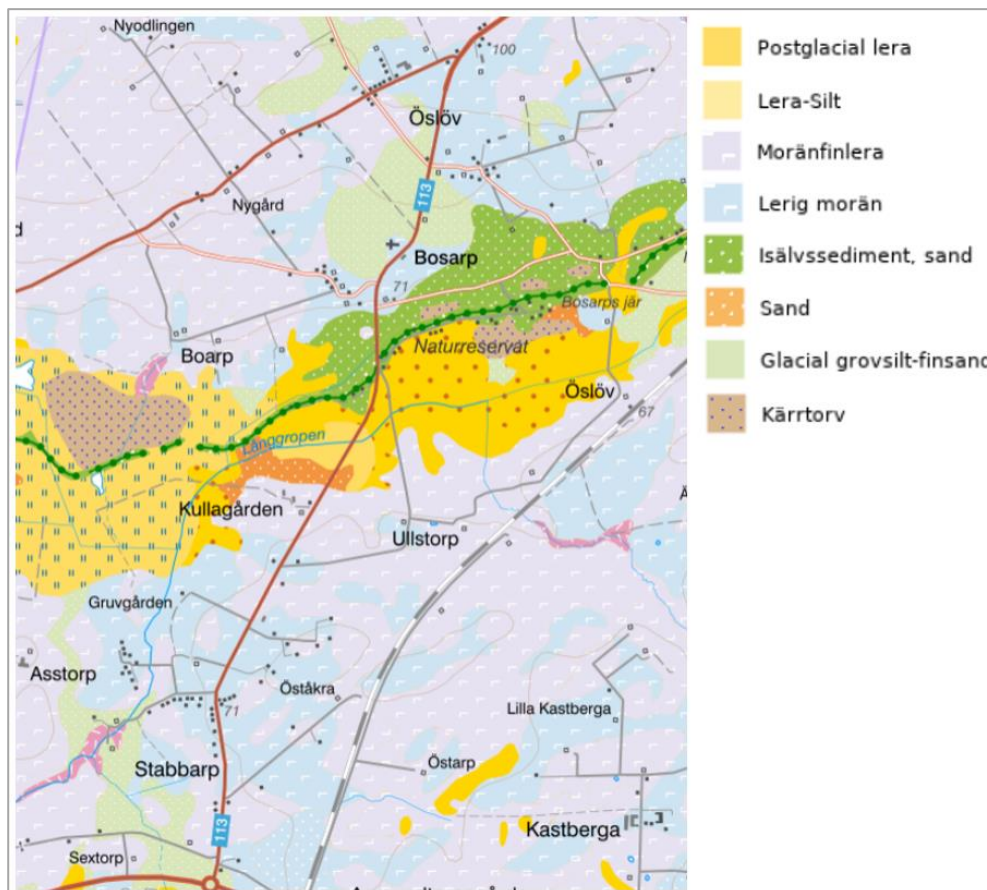 Nyodlingen
100
Öslöv
113
Nygård
d
Bosarp
71
Bosarps jär
Naturreservat
Boarp
Öslöv
67
Långgropen
Kullagården
Ullstorp
Gruvgården
Asstorp
Öståkra
71
Lilla Kastberga
Stabbarp
Östarp
113
Kastberga
Sextorp
Postglacial lera
Lera-Silt
Moränfinlera
Lerig morän
Isälvssediment, sand
Sand
Glacial grovsilt-finsand
Kärrtorv